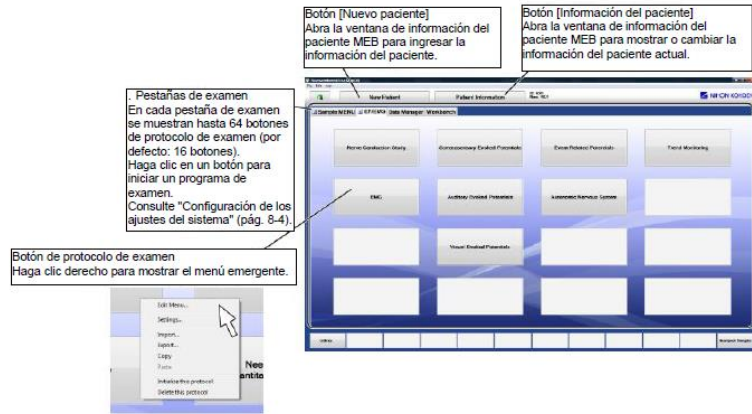 Botón [Nuevo paciente]
Abra la ventana de información del
paciente MEB para ingresar la
información del paciente.
Botón [Información del paciente]
Abra la ventana de información del
paciente MEB para mostrar o cambiar la
información del paciente actual.
. Pestañas de examen
En cada pestaña de examen
se muestran hasta 64 botones
de protocolo de examen (por
defecto: 16 botones).
Haga clic en un botón para
iniciar un programa de
examen.
Consulte "Configuración de los
ajustes del sistema" (pág. 8-4).
Botón de protocolo de examen
Haga clic derecho para mostrar el menú emergente.
New Patient
Patient Information
NIHON KOHDEN
Sample MENU
Data Manager
Workbench
Nerve Conduction Study
Somatosensory Evoked Potentials
Event Related Potentials
Trend Monitoring
EMG
Auditory Evoked Potentials
Autonomic Nervous System
Visual Evoked Potentials
Edit Menu...
Settings...
Import...
Export...
Copy
Paste
Initialize this protocol
Delete this protocol